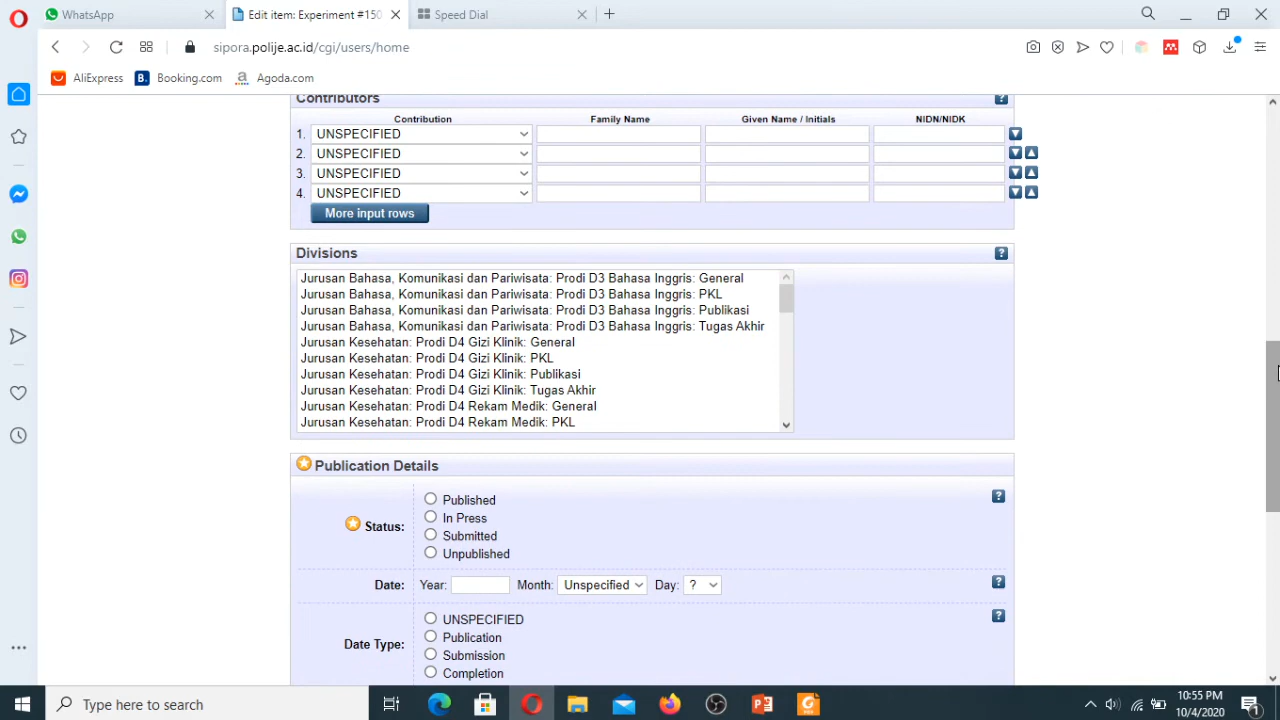 WhatsApp
Edit item: Experiment #150
Speed Dial
sipora.polije.ac.id/cgi/users/home
AliExpress
B. Booking.com
a Agoda.com
Contributors ?
Contribution Family Name Given Name / Initials NIDN/NIDK
1. UNSPECIFIED
2. UNSPECIFIED
3. UNSPECIFIED
4. UNSPECIFIED
More input rows
Divisions ?
Jurusan Bahasa, Komunikasi dan Pariwisata: Prodi D3 Bahasa Inggris: General
Jurusan Bahasa, Komunikasi dan Pariwisata: Prodi D3 Bahasa Inggris: PKL
Jurusan Bahasa, Komunikasi dan Pariwisata: Prodi D3 Bahasa Inggris: Publikasi
Jurusan Bahasa, Komunikasi dan Pariwisata: Prodi D3 Bahasa Inggris: Tugas Akhir
Jurusan Kesehatan: Prodi D4 Gizi Klinik: General
Jurusan Kesehatan: Prodi D4 Gizi Klinik: PKL
Jurusan Kesehatan: Prodi D4 Gizi Klinik: Publikasi
Jurusan Kesehatan: Prodi D4 Gizi Klinik: Tugas Akhir
Jurusan Kesehatan: Prodi D4 Rekam Medik: General
Jurusan Kesehatan: Prodi D4 Rekam Medik: PKL
Publication Details
Status: ?
Published
In Press
Submitted
Unpublished
Date: Year: Month: Unspecified Day: ? ?
Date Type: ?
UNSPECIFIED
Publication
Submission
Completion
Type here to search
10:55 PM
10/4/2020
1